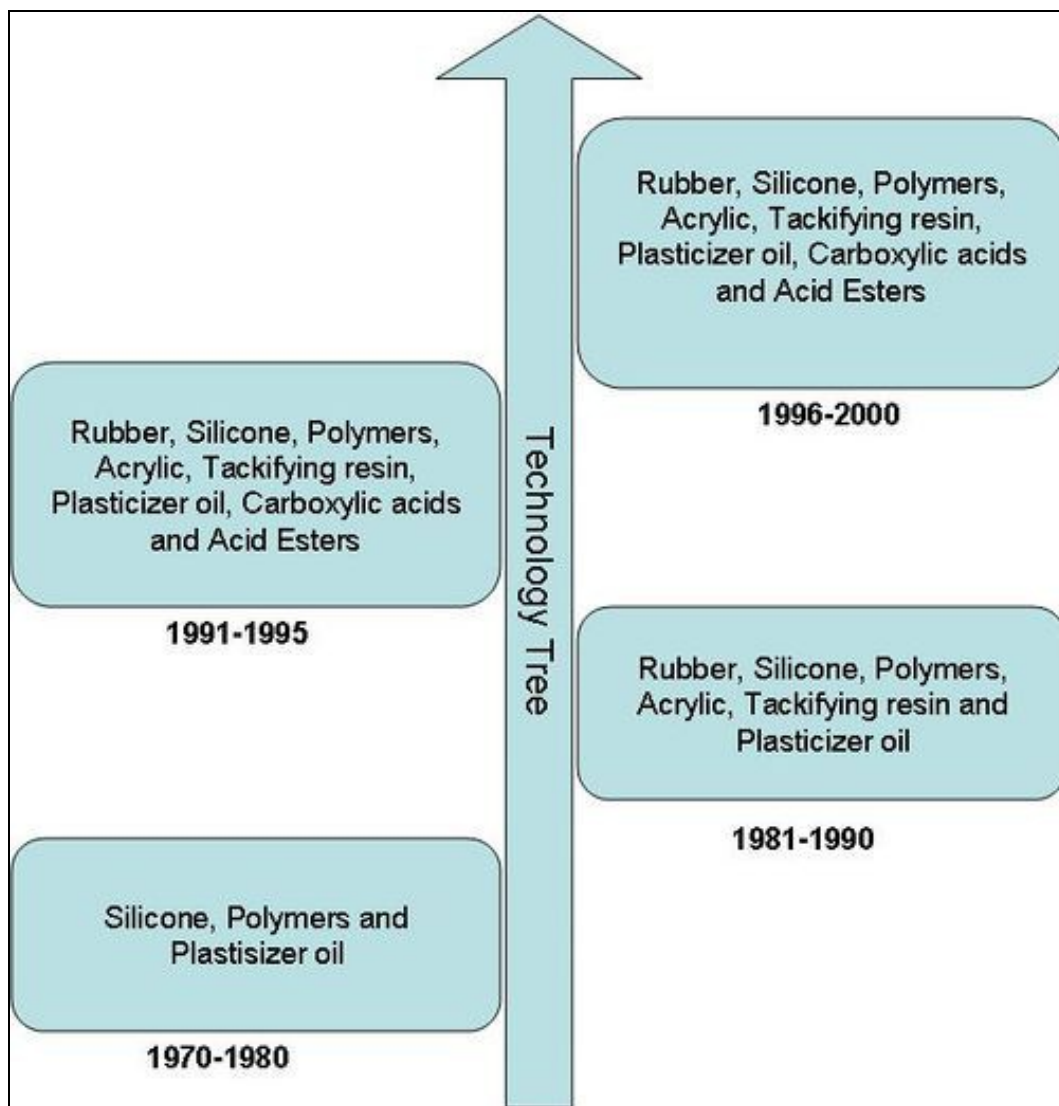 Rubber, Silicone, Polymers,
Acrylic, Tackifying resin,
Plasticizer oil, Carboxylic acids
and Acid Esters
1996-2000
Rubber, Silicone, Polymers,
Acrylic, Tackifying resin,
Plasticizer oil, Carboxylic acids
and Acid Esters
1991-1995
Technology Tree
Rubber, Silicone, Polymers,
Acrylic, Tackifying resin and
Plasticizer oil
1981-1990
Silicone, Polymers and
Plastisizer oil
1970-1980